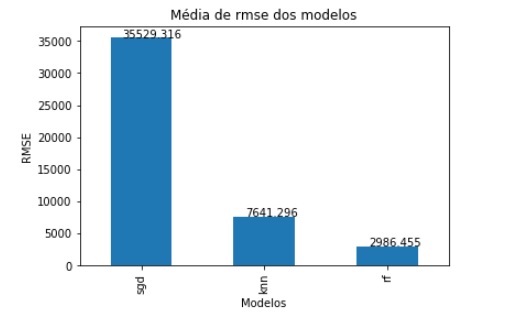 Média de rmse dos modelos
35529.316
35000
30000
25000
20000
15000
10000
5000
0
7641.296
2986.455
RMSE
sgd
knn
rf
Modelos